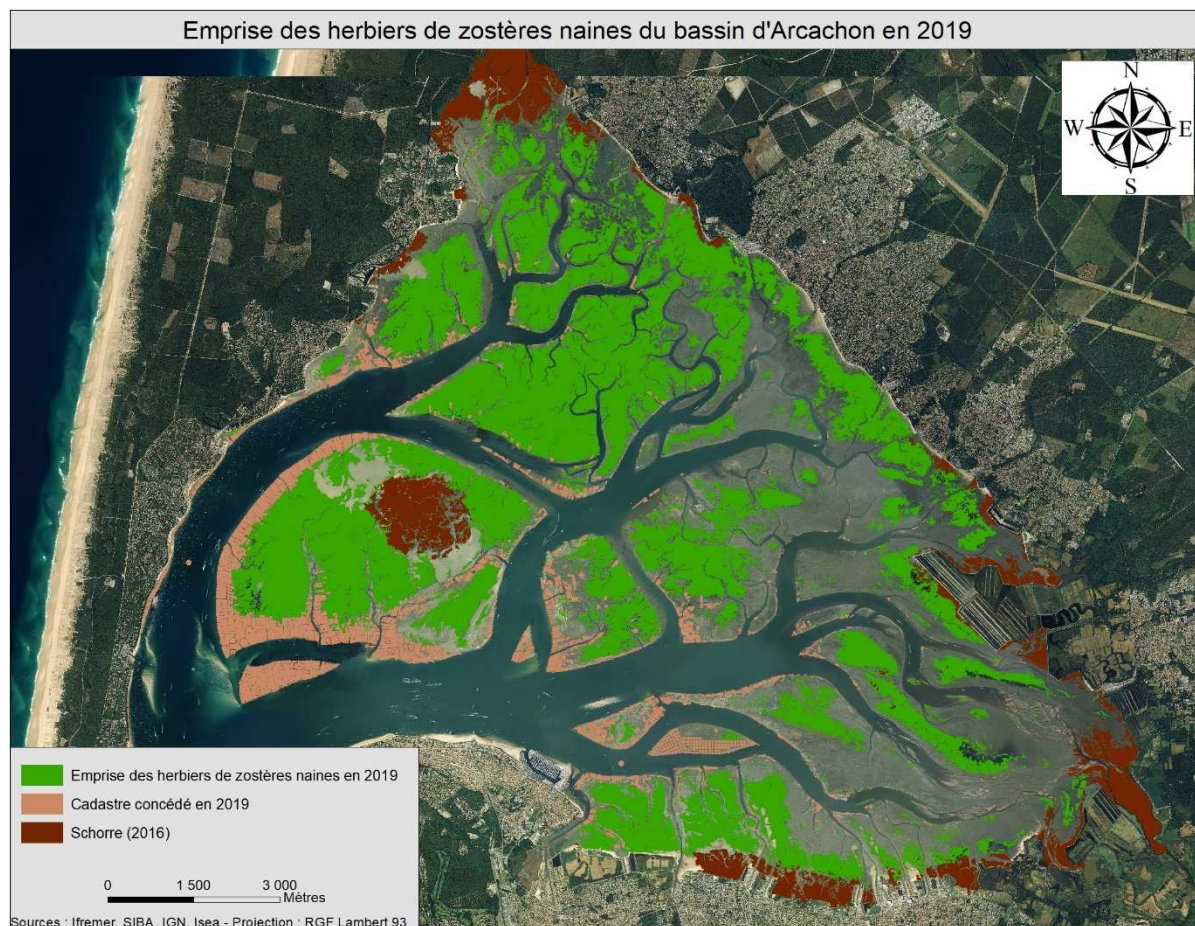 Emprise des herbiers de zostères naines du bassin d'Arcachon en 2019
N
W E
S
Emprise des herbiers de zostères naines en 2019
Cadastre concédé en 2019
Schorre (2016)
0 1 500 3 000
Mètres
Sources : Ifremer, SIBA, IGN, Isea - Projection : RGF Lambert 93